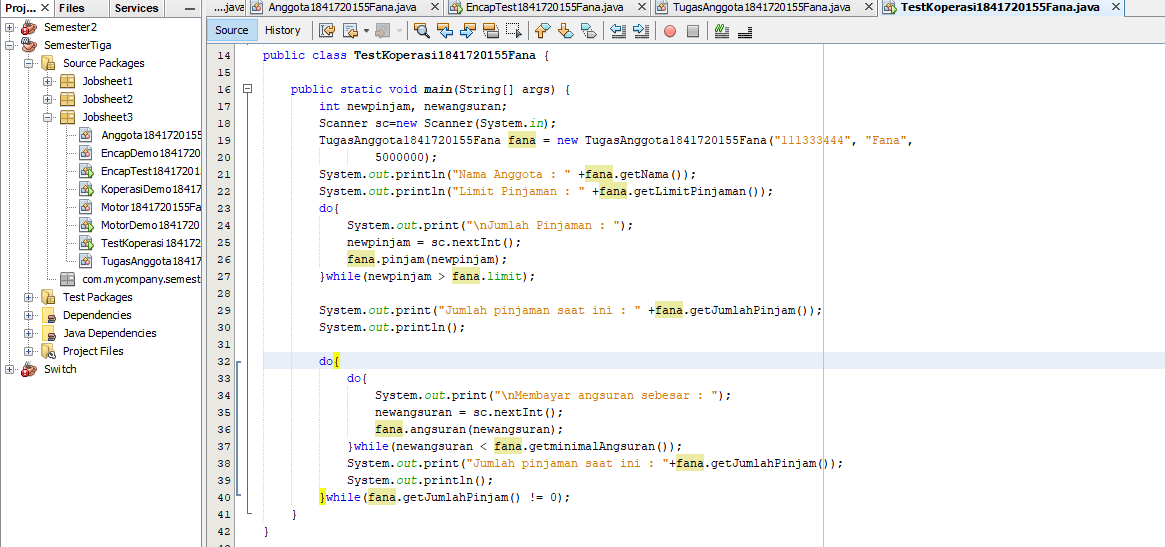 Proj... Files Services
....java Anggota1841720155Fana.java EncapTest1841720155Fana.java TugasAnggota1841720155Fana.java TestKoperasi1841720155Fana.java
Source History
Semester2
SemesterTiga
Source Packages
Jobsheet1
Jobsheet2
Jobsheet3
Anggota1841720155
EncapDemo1841720
EncapTest1841720
KoperasiDemo1841
Motor1841720155Fa
MotorDemo1841720
TestKoperasi184172
TugasAnggota18417
com.mycompany.semest
Test Packages
Dependencies
Java Dependencies
Project Files
Switch
14 public class TestKoperasi1841720155Fana {
15
16 public static void main(String[] args) {
17 int newpinjam, newangsuran;
18 Scanner sc=new Scanner(System.in);
19 TugasAnggota1841720155Fana fana = new TugasAnggota1841720155Fana("111333444", "Fana",
20 5000000);
21 System.out.println("Nama Anggota : " +fana.getNama());
22 System.out.println("Limit Pinjaman : " +fana.getLimitPinjaman());
23 do{
24 System.out.print("\nJumlah Pinjaman : ");
25 newpinjam = sc.nextInt();
26 fana.pinjam(newpinjam);
27 }while(newpinjam > fana.limit);
28
29 System.out.print("Jumlah pinjaman saat ini : " +fana.getJumlahPinjam());
30 System.out.println();
31
32 do{
33 do{
34 System.out.print("\nMembayar angsuran sebesar : ");
35 newangsuran = sc.nextInt();
36 fana.angsuran(newangsuran);
37 }while(newangsuran < fana.getminimalAngsuran());
38 System.out.print("Jumlah pinjaman saat ini : "+fana.getJumlahPinjam());
39 System.out.println();
40 }while(fana.getJumlahPinjam() != 0);
41 }
42 }